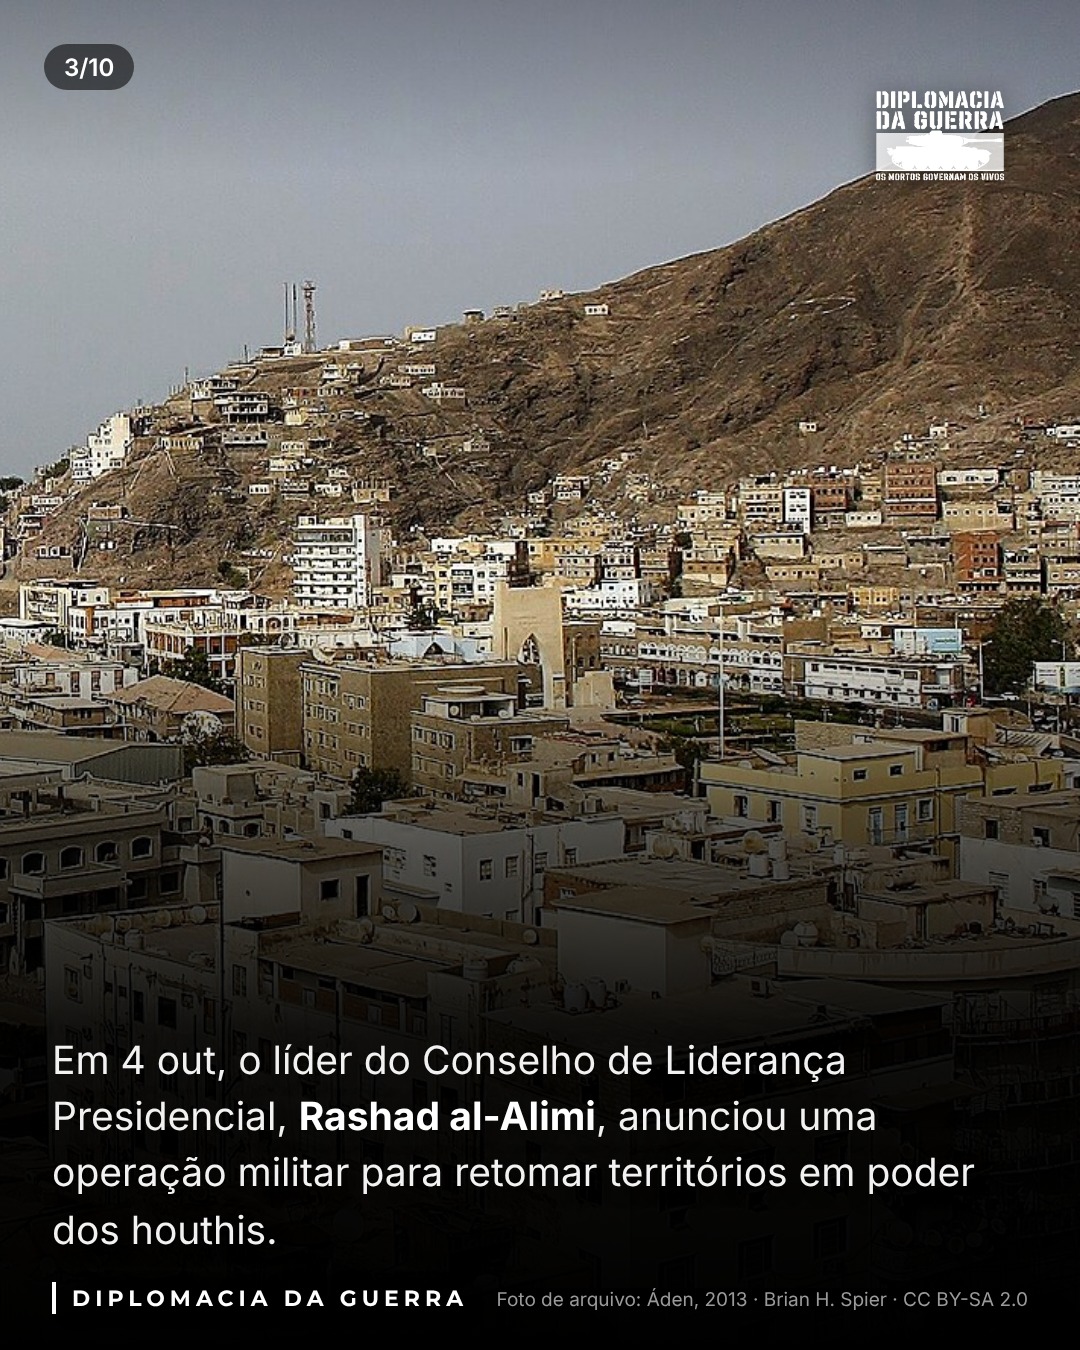 3/10
DIPLOMACIA
DA GUERRA
OS MORTOS GOVERNAM OS VIVOS
Em 4 out, o líder do Conselho de Liderança
Presidencial, Rashad al-Alimi, anunciou uma
operação militar para retomar territórios em poder
dos houthis.
DIPLOMACIA DA GUERRA
Foto de arquivo: Áden, 2013 · Brian H. Spier · CC BY-SA 2.0